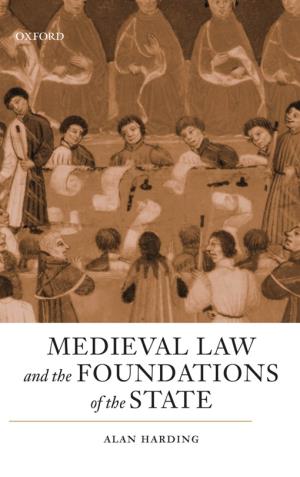 OXFORD
MEDIEVAL LAW
and the FOUNDATIONS
of the STATE
ALAN HARDING